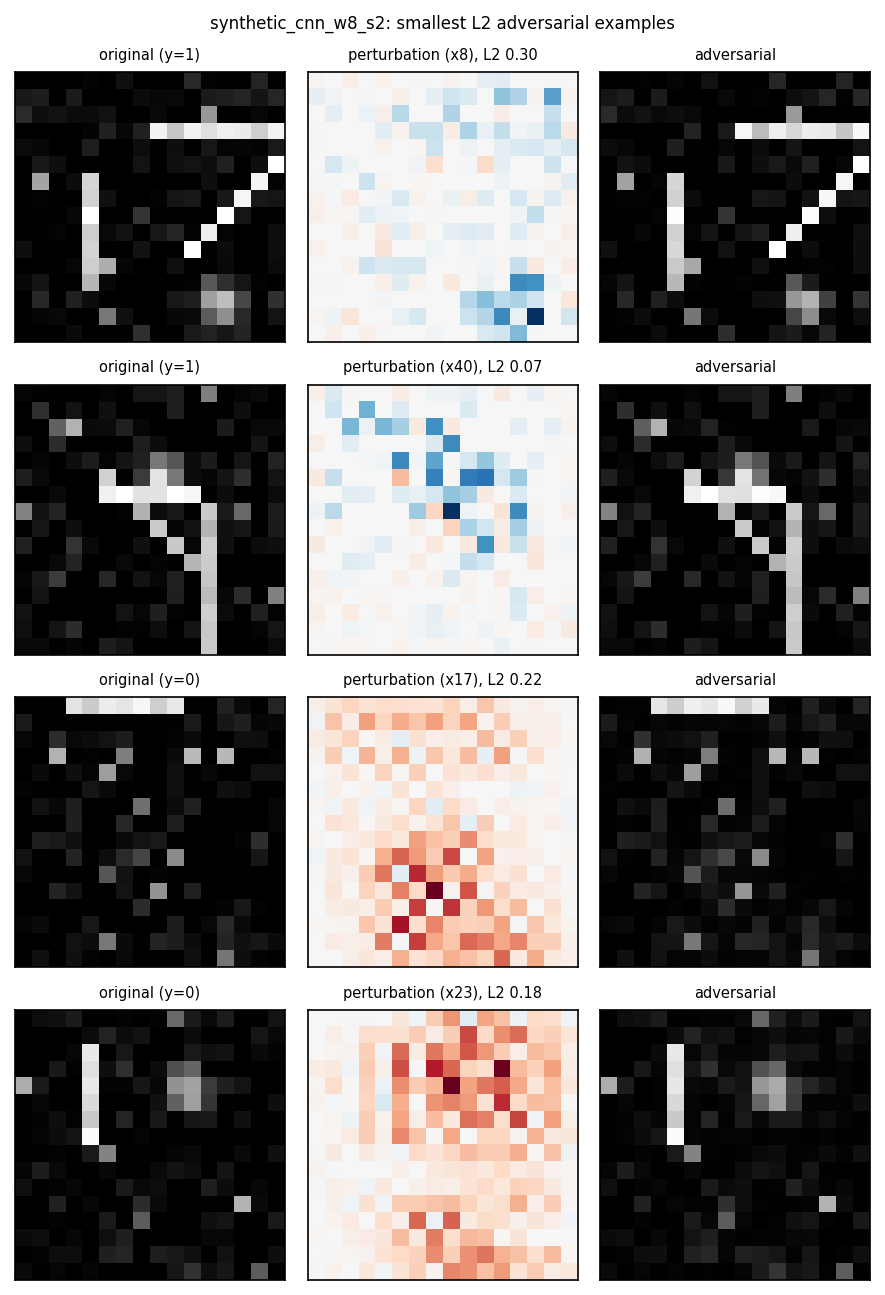 synthetic_cnn_w8_s2: smallest L2 adversarial examples
original (y=1) perturbation (x8), L2 0.30 adversarial
original (y=1) perturbation (x40), L2 0.07 adversarial
original (y=0) perturbation (x17), L2 0.22 adversarial
original (y=0) perturbation (x23), L2 0.18 adversarial